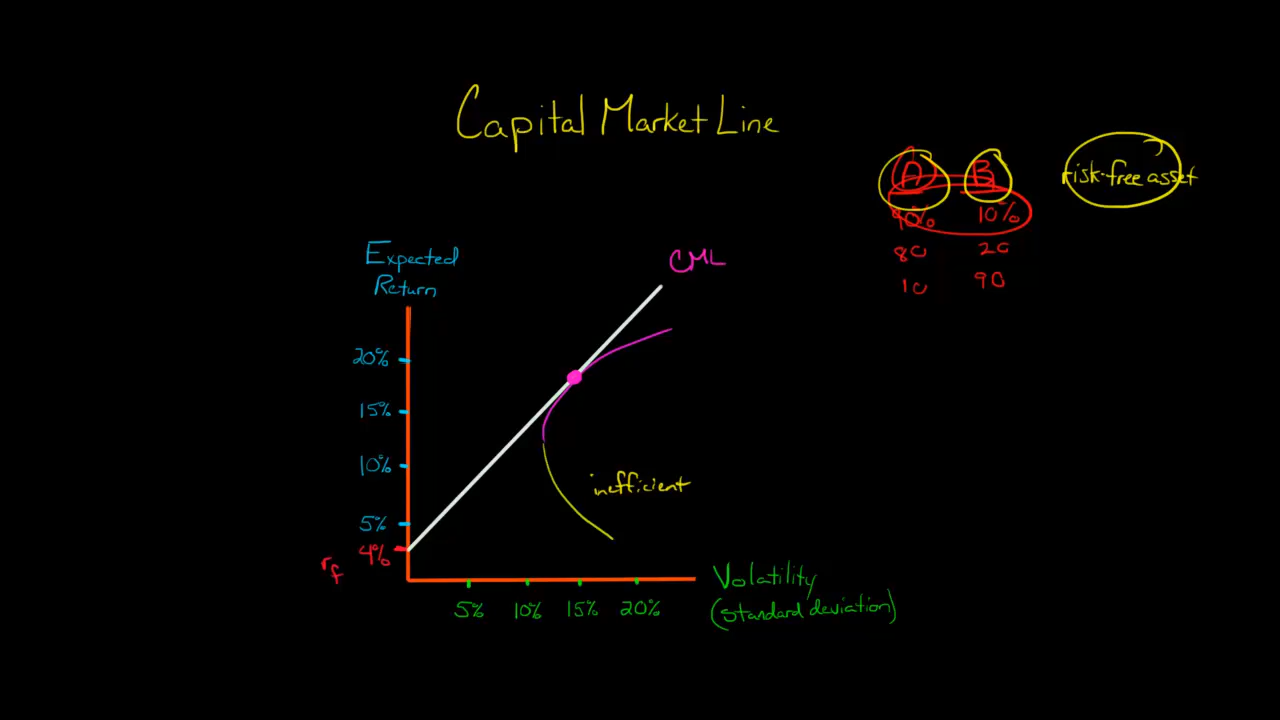 Capital Market Line
A B risk-free asset
90% 10%
80 20
10 90
Expected
Return
CML
20%
15%
10%
inefficient
5%
4%
rf
Volatility
(standard deviation)
5% 10% 15% 20%